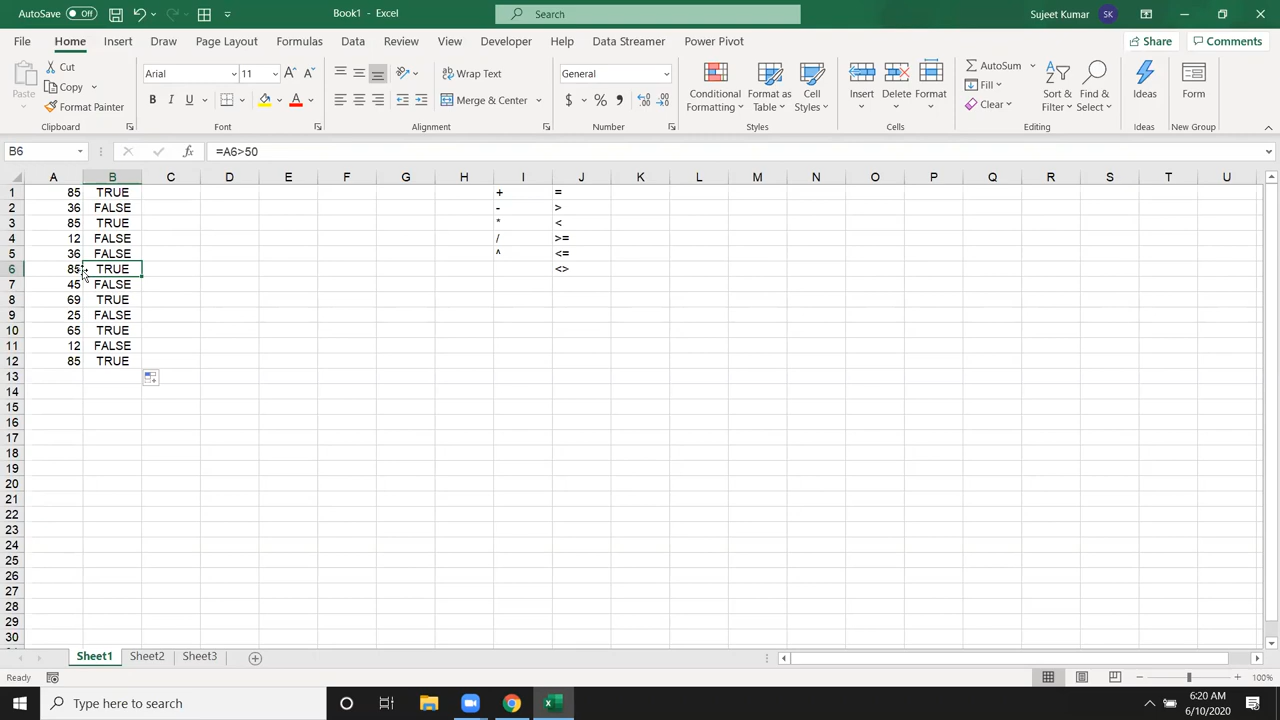 AutoSave Off Book1 - Excel Search Sujeet Kumar SK
File Home Insert Draw Page Layout Formulas Data Review View Developer Help Data Streamer Power Pivot Share Comments
Paste Cut Copy Format Painter
Clipboard
Arial 11
B I U
Font
Wrap Text
Merge & Center
Alignment
General
$ % ,
Number
Conditional Formatting
Format as Table
Cell Styles
Styles
Insert Delete Format
Cells
AutoSum
Fill
Clear
Sort & Filter
Find & Select
Editing
Ideas
Ideas
Form
New Group
B6 fx =A6>50
A B C D E F G H I J K L M N O P Q R S T U
1 85 TRUE + =
2 36 FALSE - >
3 85 TRUE * <
4 12 FALSE / >=
5 36 FALSE ^ <=
6 85 TRUE <>
7 45 FALSE
8 69 TRUE
9 25 FALSE
10 65 TRUE
11 12 FALSE
12 85 TRUE
13
14
15
16
17
18
19
20
21
22
23
24
25
26
27
28
29
30
Sheet1 Sheet2 Sheet3
Ready 100%
Type here to search
6:20 AM
6/10/2020